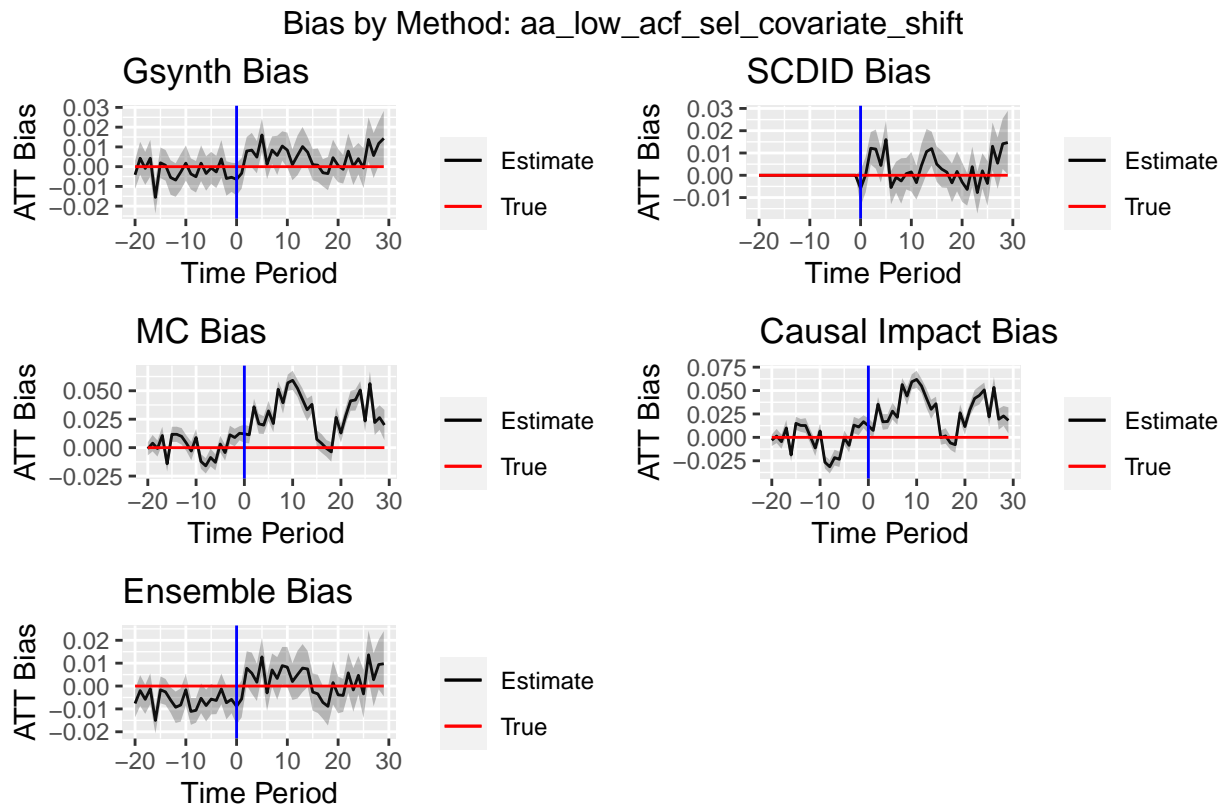 Bias by Method: aa_low_acf_sel_covariate_shift
Gsynth Bias
ATT Bias
0.03
0.02
0.01
0.00
−0.01
−0.02
−20 −10 0 10 20 30
Time Period
Estimate
True
SCDID Bias
ATT Bias
0.03
0.02
0.01
0.00
−0.01
−20 −10 0 10 20 30
Time Period
Estimate
True
MC Bias
ATT Bias
0.050
0.025
0.000
−0.025
−20 −10 0 10 20 30
Time Period
Estimate
True
Causal Impact Bias
ATT Bias
0.075
0.050
0.025
0.000
−0.025
−20 −10 0 10 20 30
Time Period
Estimate
True
Ensemble Bias
ATT Bias
0.02
0.01
0.00
−0.01
−0.02
−20 −10 0 10 20 30
Time Period
Estimate
True